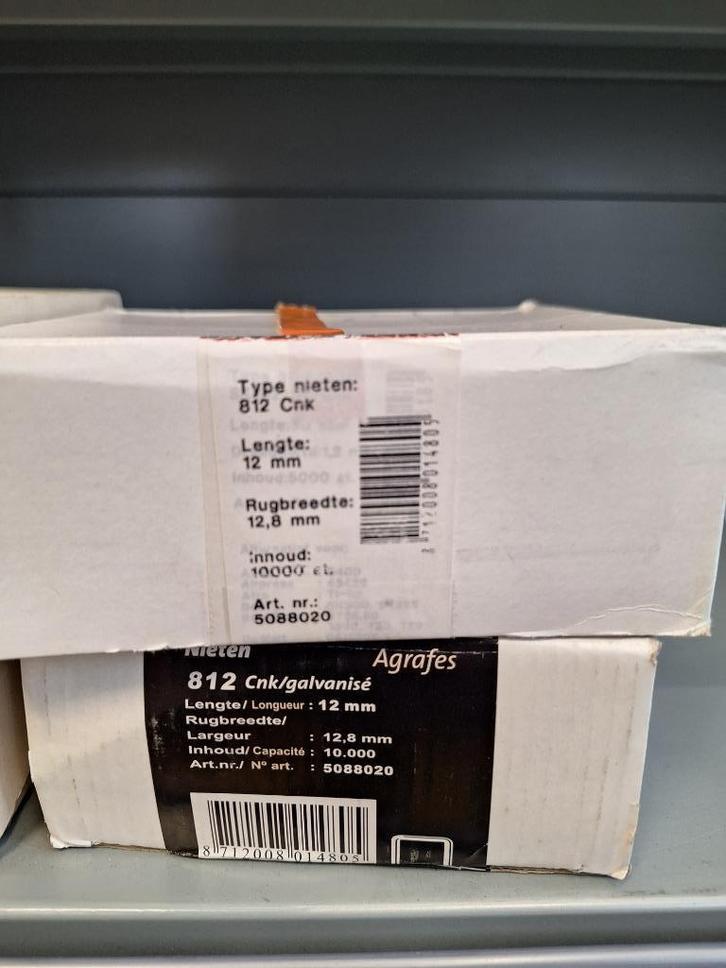 Type nieten:
812 Cnk
Lengte:
12 mm
Rugbreedte:
12,8 mm
Inhoud:
10000 st.
Art. nr.:
5088020
8712008014805
Nieten Agrafes
812 Cnk/galvanisé
Lengte/ Longueur : 12 mm
Rugbreedte/
Largeur : 12,8 mm
Inhoud/ Capacité : 10.000
Art.nr./ Nº art. : 5088020
8 712008 014805